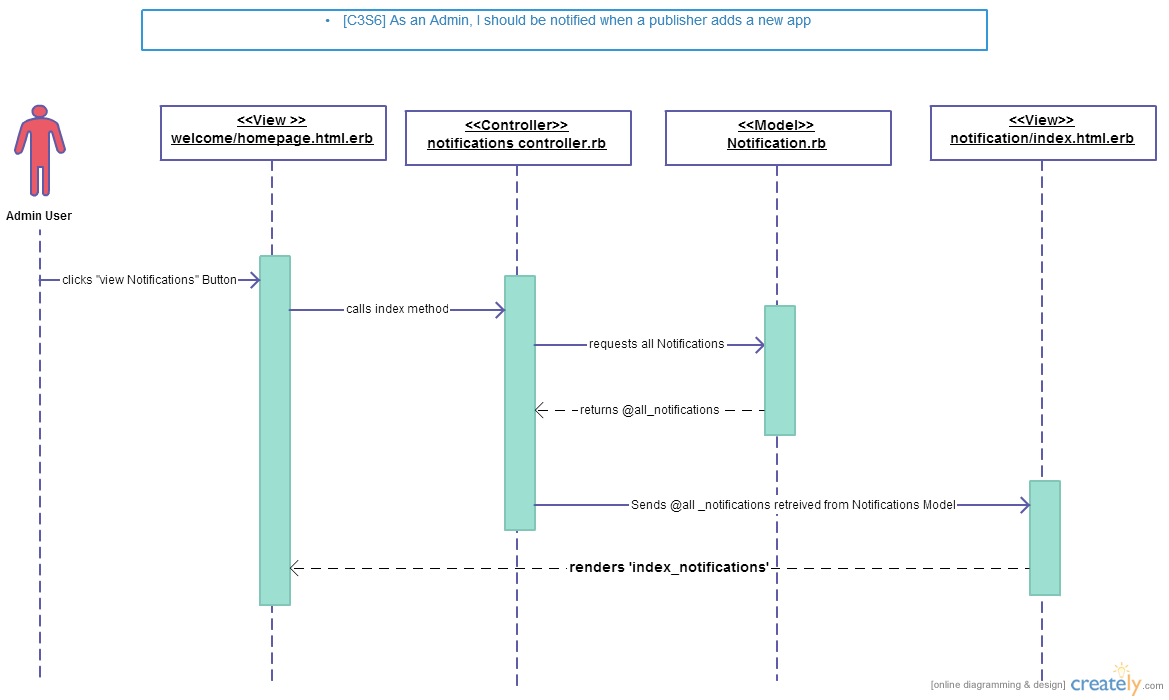 • [C3S6] As an Admin, I should be notified when a publisher adds a new app
<<View >>
welcome/homepage.html.erb
<<Controller>>
notifications controller.rb
<<Model>>
Notification.rb
<<View>>
notification/index.html.erb
Admin User
clicks "view Notifications" Button
calls index method
requests all Notifications
returns @all_notifications
Sends @all _notifications retreived from Notifications Model
renders 'index_notifications'
[online diagramming & design] creately.com